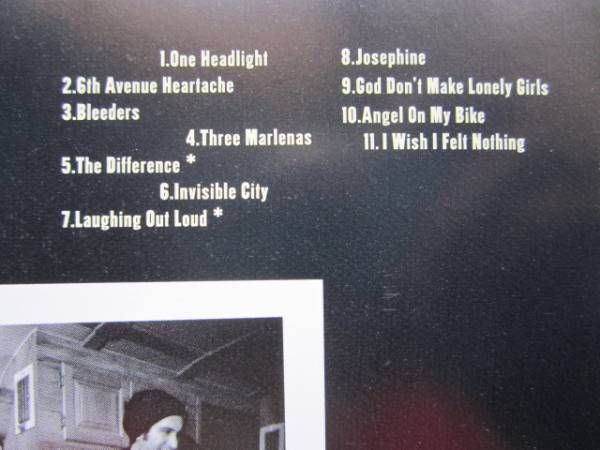 1.One Headlight
2.6th Avenue Heartache
3.Bleeders
4.Three Marlenas
5.The Difference *
6.Invisible City
7.Laughing Out Loud *
8.Josephine
9.God Don't Make Lonely Girls
10.Angel On My Bike
11.I Wish I Felt Nothing